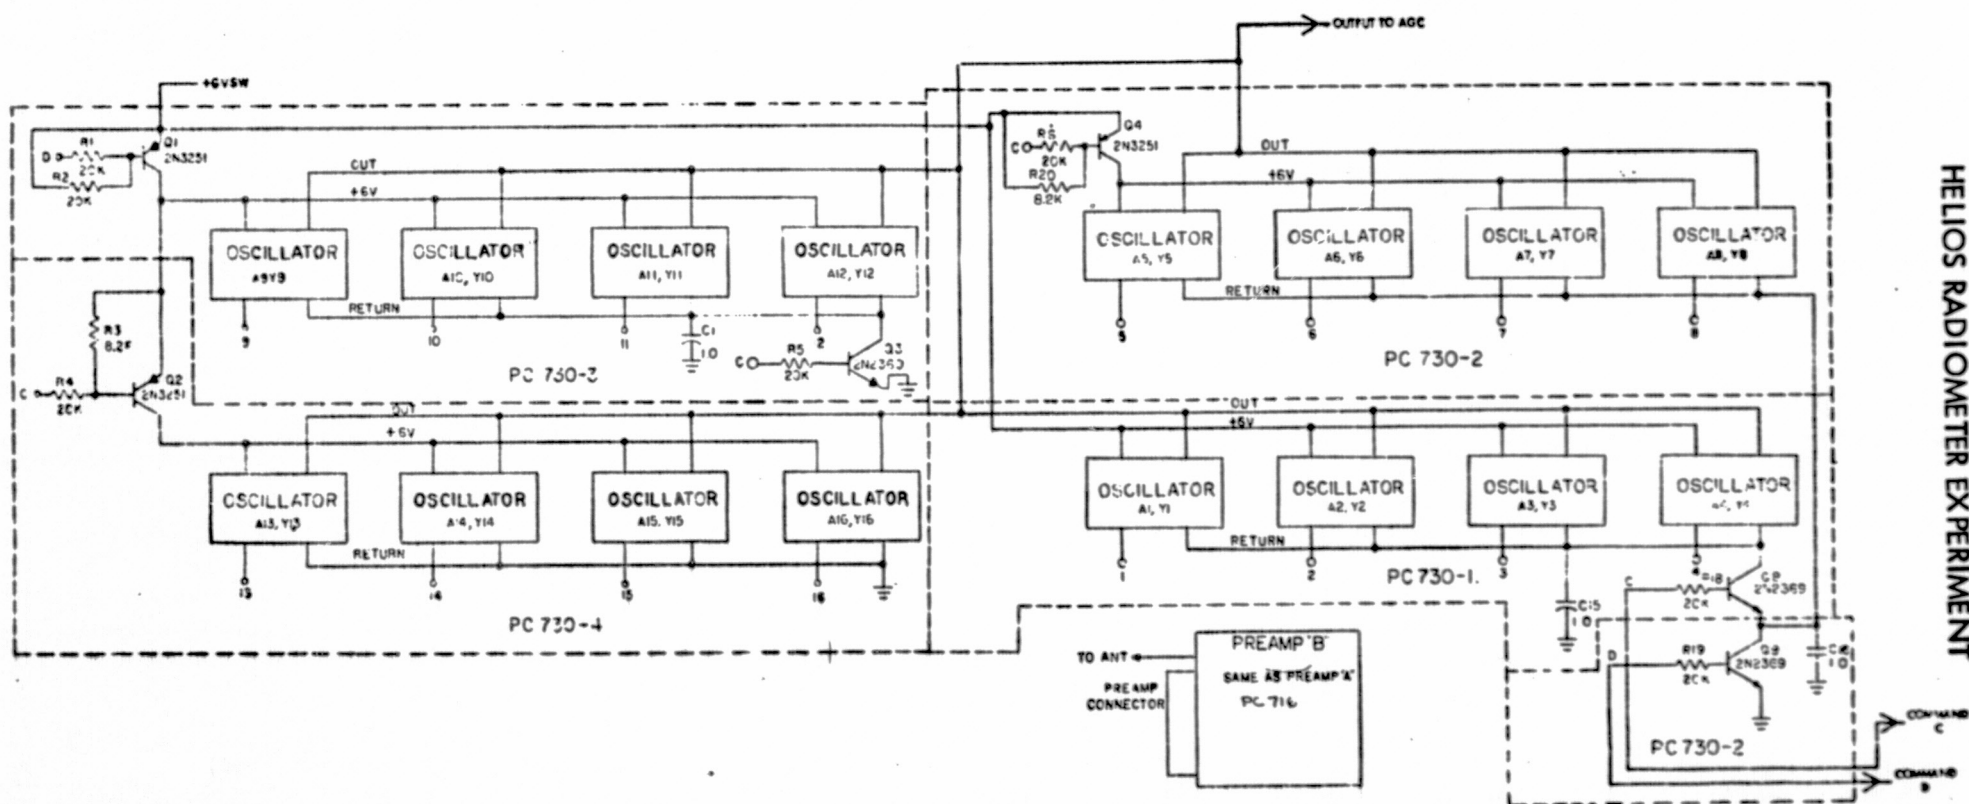 OUTPUT TO AGC
+6VSW
HELIOS RADIOMETER EXPERIMENT
D
R1
20K
R2
20K
Q1
2N3251
OUT
+6V
OSCILLATOR
A9Y9
OSCILLATOR
A10, Y10
OSCILLATOR
A11, Y11
OSCILLATOR
A12, Y12
RETURN
9
10
11
2
C1
1.0
C
R5
20K
Q3
PC 730-3
R3
R4
20K
C
Q2
2N3251
OUT
+6V
OSCILLATOR
A13, Y13
OSCILLATOR
A14, Y14
OSCILLATOR
A15, Y15
OSCILLATOR
A16, Y16
RETURN
13
14
15
16
PC 730-4
C
R6
20K
R20
8.2K
Q4
2N3251
OUT
+6V
OSCILLATOR
A5, Y5
OSCILLATOR
A6, Y6
OSCILLATOR
A7, Y7
OSCILLATOR
A8, Y8
RETURN
5
6
7
8
PC 730-2
OUT
+6V
OSCILLATOR
A1, Y1
OSCILLATOR
A2, Y2
OSCILLATOR
A3, Y3
OSCILLATOR
RETURN
1
2
3
4
PC 730-1.
C15
1.0
C
R18
20K
2N2369
D
R19
20K
Q9
2N2369
1.0
PC 730-2
TO ANT
PREAMP
CONNECTOR
PREAMP "B"
SAME AS PREAMP "A"
PC 716
COMMAND
C
COMMAND
D